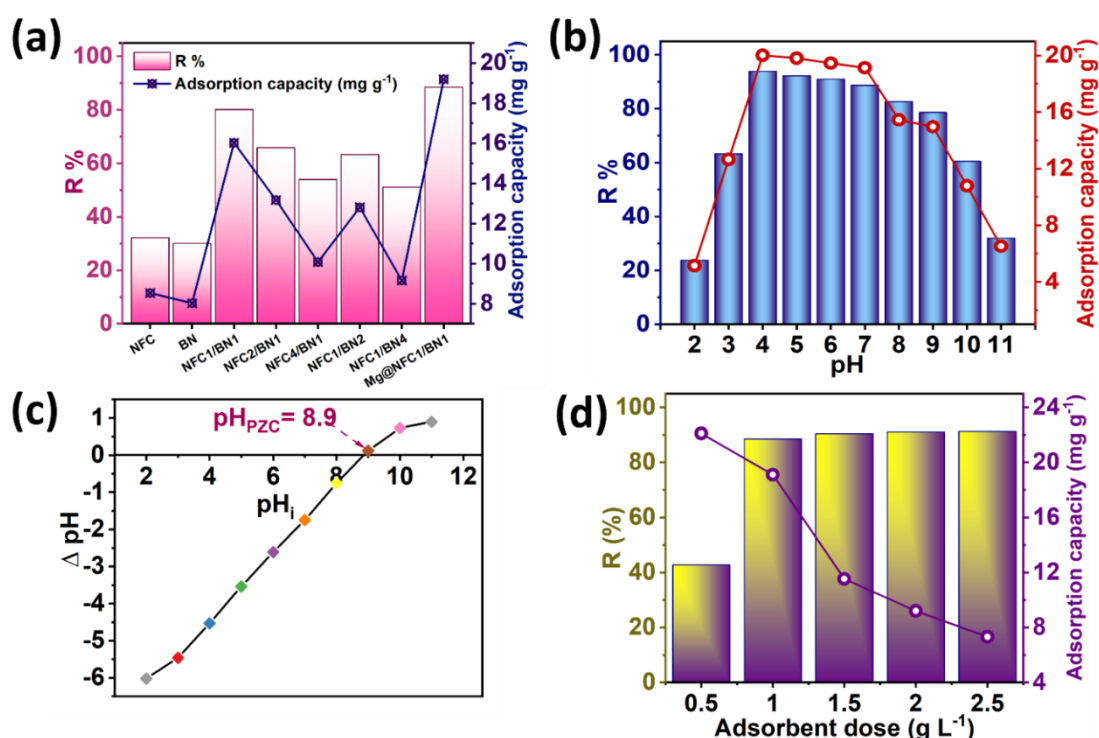 (a)
100
80
60
40
20
0
R %
R %
Adsorption capacity (mg g-1)
20
18
16
14
12
10
8
Adsorption capacity (mg g-1)
NFC
BN
NFC1/BN1
NFC2/BN1
NFC4/BN1
NFC1/BN2
NFC1/BN4
Mg@NFC1/BN1
(b)
100
80
60
40
20
0
R %
20
16
12
8
4
Adsorption capacity (mg g-1)
2 3 4 5 6 7 8 9 10 11
pH
(c)
pHPZC= 8.9
1
0
-1
-2
-3
-4
-5
-6
Δ pH
2 4 6 8 10 12
pHi
(d)
100
80
60
40
20
0
R (%)
24
20
16
12
8
4
Adsorption capacity (mg g-1)
0.5 1 1.5 2 2.5
Adsorbent dose (g L-1)